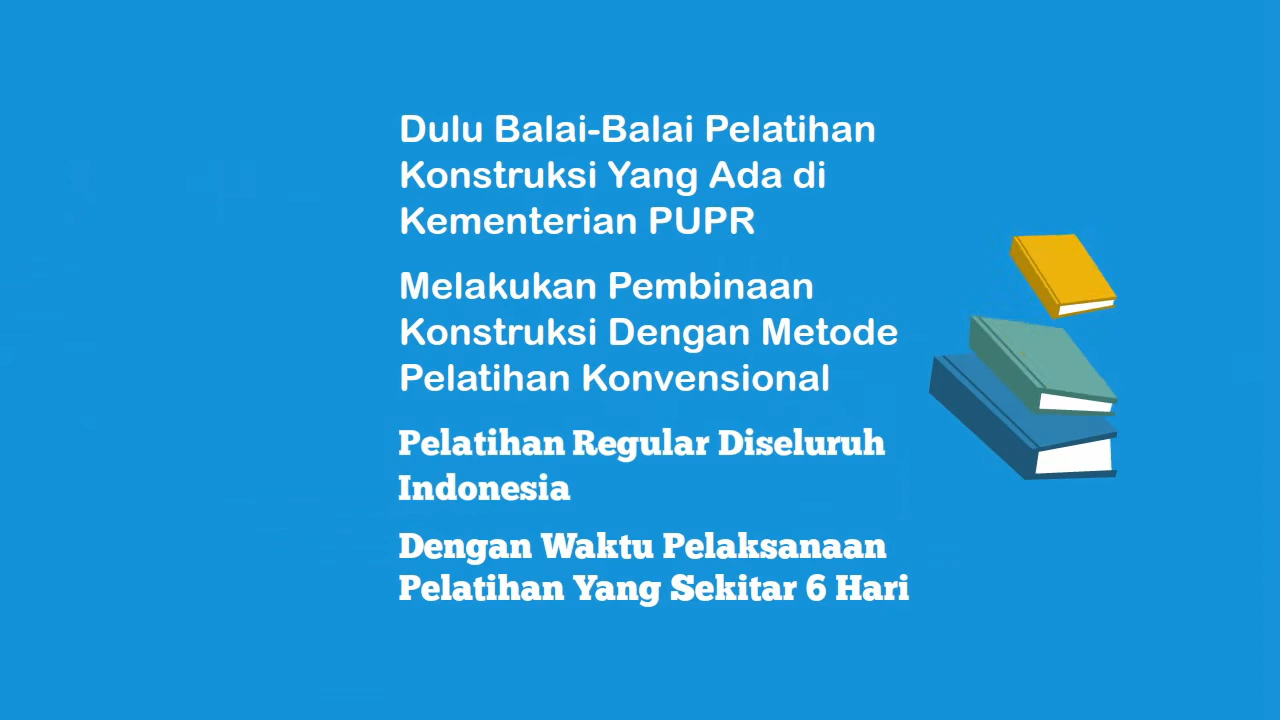 Dulu Balai-Balai Pelatihan
Konstruksi Yang Ada di
Kementerian PUPR
Melakukan Pembinaan
Konstruksi Dengan Metode
Pelatihan Konvensional
Pelatihan Regular Diseluruh
Indonesia
Dengan Waktu Pelaksanaan
Pelatihan Yang Sekitar 6 Hari